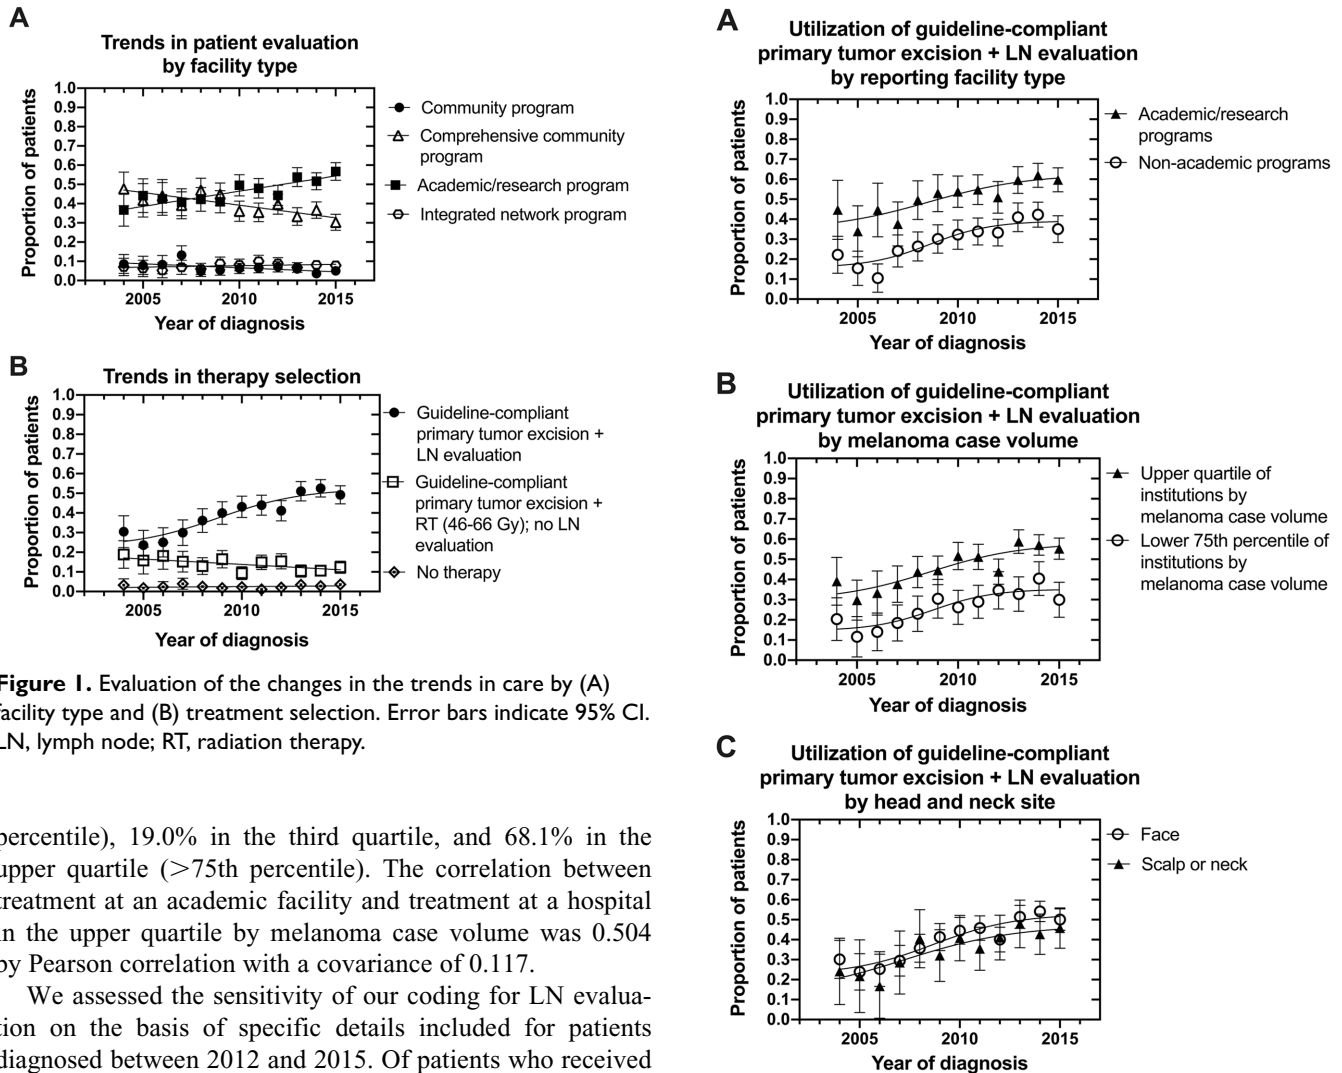 A
Trends in patient evaluation
by facility type
Proportion of patients
1.0
0.9
0.8
0.7
0.6
0.5
0.4
0.3
0.2
0.1
0.0
2005 2010 2015
Year of diagnosis
Community program
Comprehensive community
program
Academic/research program
Integrated network program
B
Trends in therapy selection
Proportion of patients
1.0
0.9
0.8
0.7
0.6
0.5
0.4
0.3
0.2
0.1
0.0
2005 2010 2015
Year of diagnosis
Guideline-compliant
primary tumor excision +
LN evaluation
Guideline-compliant
primary tumor excision +
RT (46-66 Gy); no LN
evaluation
No therapy
Figure 1. Evaluation of the changes in the trends in care by (A)
facility type and (B) treatment selection. Error bars indicate 95% CI.
LN, lymph node; RT, radiation therapy.
percentile), 19.0% in the third quartile, and 68.1% in the
upper quartile (>75th percentile). The correlation between
treatment at an academic facility and treatment at a hospital
in the upper quartile by melanoma case volume was 0.504
by Pearson correlation with a covariance of 0.117.
We assessed the sensitivity of our coding for LN evalua-
tion on the basis of specific details included for patients
diagnosed between 2012 and 2015. Of patients who received
A
Utilization of guideline-compliant
primary tumor excision + LN evaluation
by reporting facility type
Proportion of patients
1.0
0.9
0.8
0.7
0.6
0.5
0.4
0.3
0.2
0.1
0.0
2005 2010 2015
Year of diagnosis
Academic/research
programs
Non-academic programs
B
Utilization of guideline-compliant
primary tumor excision + LN evaluation
by melanoma case volume
Proportion of patients
1.0
0.9
0.8
0.7
0.6
0.5
0.4
0.3
0.2
0.1
0.0
2005 2010 2015
Year of diagnosis
Upper quartile of
institutions by
melanoma case volume
Lower 75th percentile of
institutions by
melanoma case volume
C
Utilization of guideline-compliant
primary tumor excision + LN evaluation
by head and neck site
Proportion of patients
1.0
0.9
0.8
0.7
0.6
0.5
0.4
0.3
0.2
0.1
0.0
2005 2010 2015
Year of diagnosis
Face
Scalp or neck